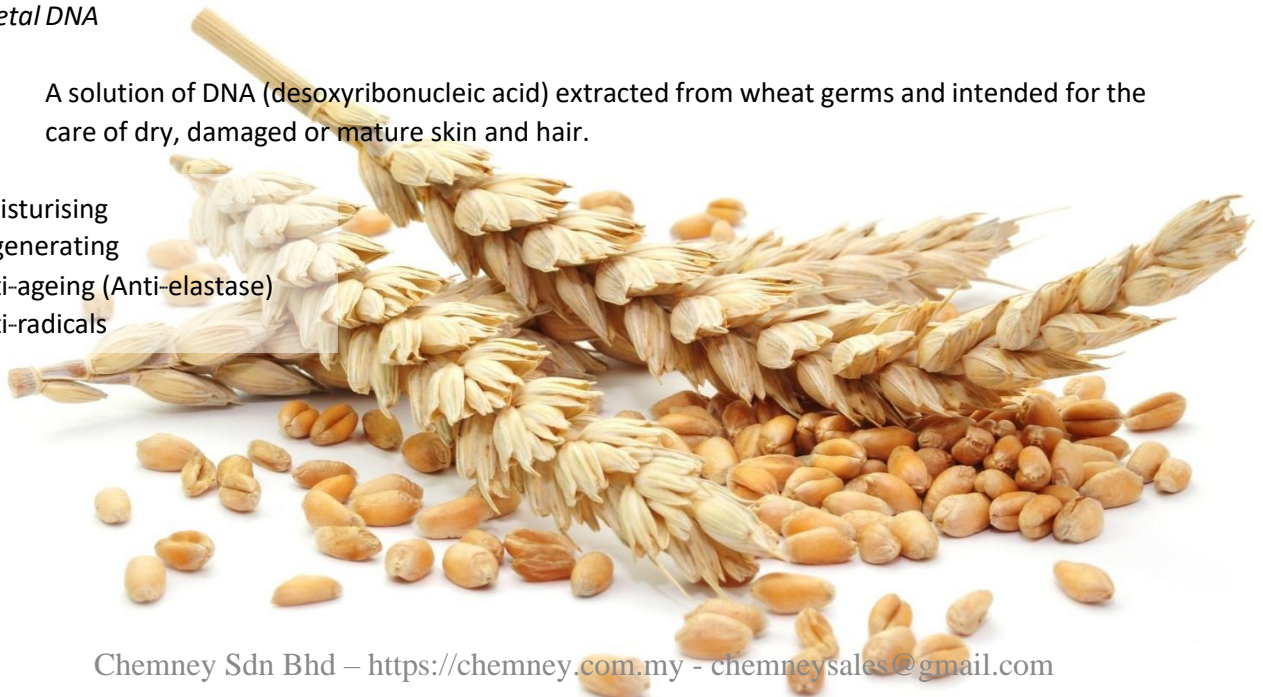 etal DNA
A solution of DNA (desoxyribonucleic acid) extracted from wheat germs and intended for the
care of dry, damaged or mature skin and hair.
isturising
generating
ti-ageing (Anti-elastase)
ti-radicals
Chemney Sdn Bhd – https://chemney.com.my - chemneysales@gmail.com